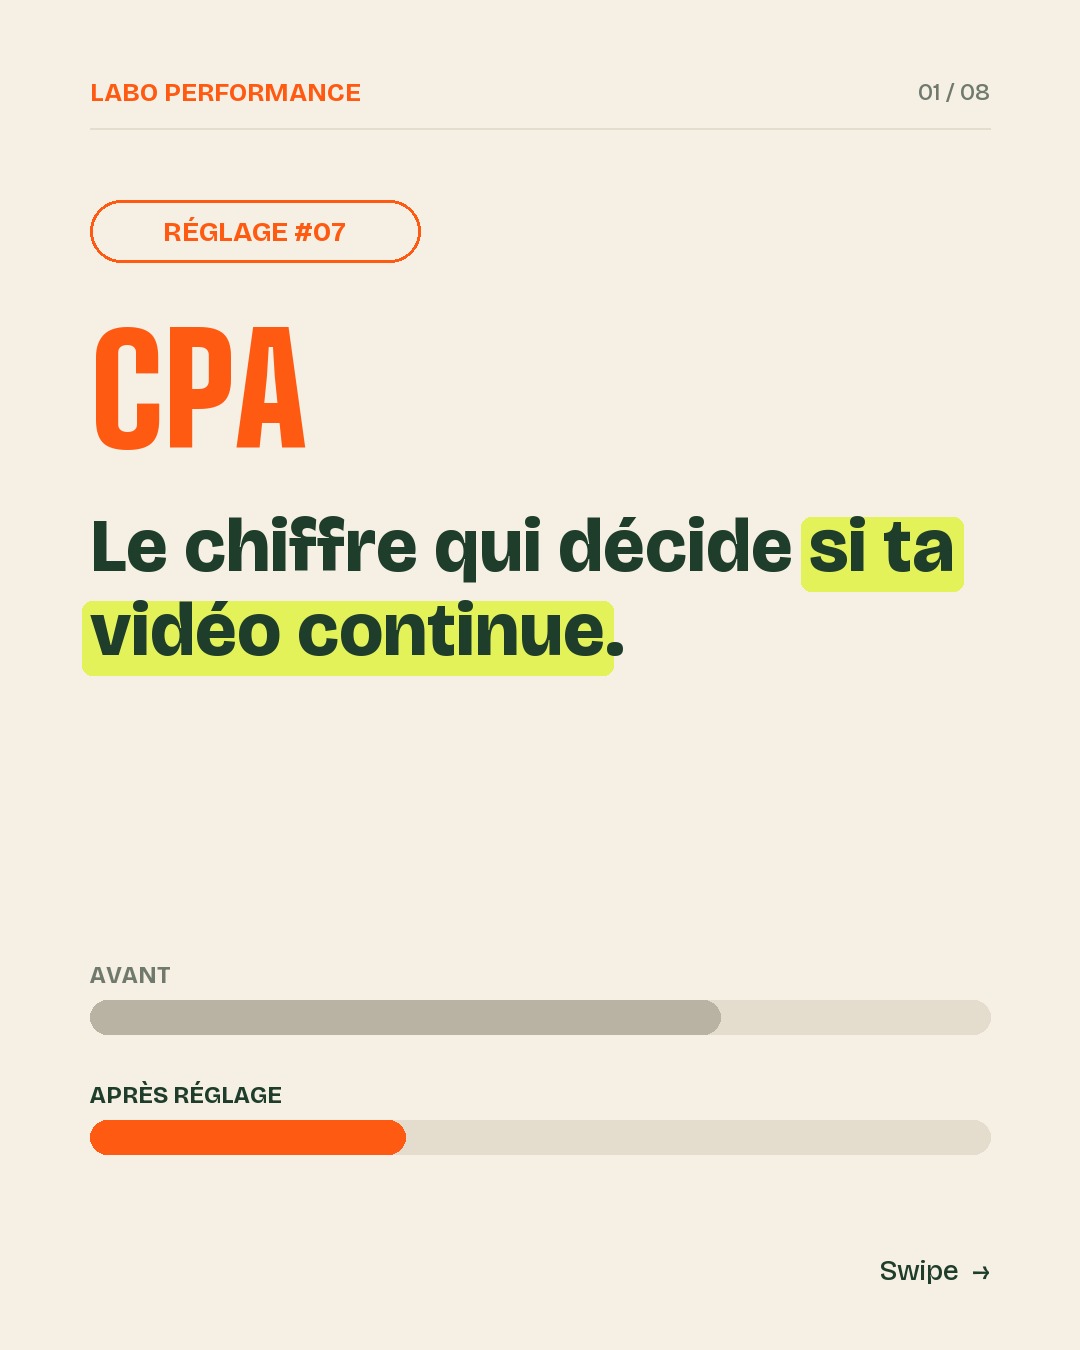 LABO PERFORMANCE
01 / 08
RÉGLAGE #07
CPA
Le chiffre qui décide si ta
vidéo continue.
AVANT
APRÈS RÉGLAGE
Swipe →